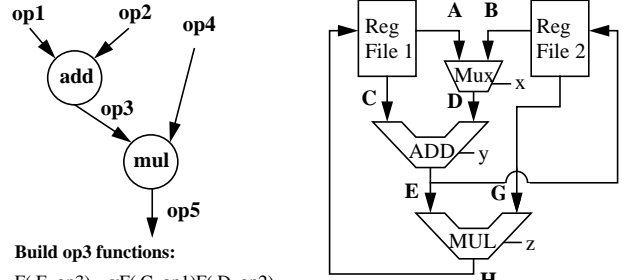 op1
op2
op4
add
op3
mul
op5
Build op3 functions:
A
B
Reg
File 1
Reg
File 2
Mux
x
C
D
ADD
y
E
G
MUL
z
H